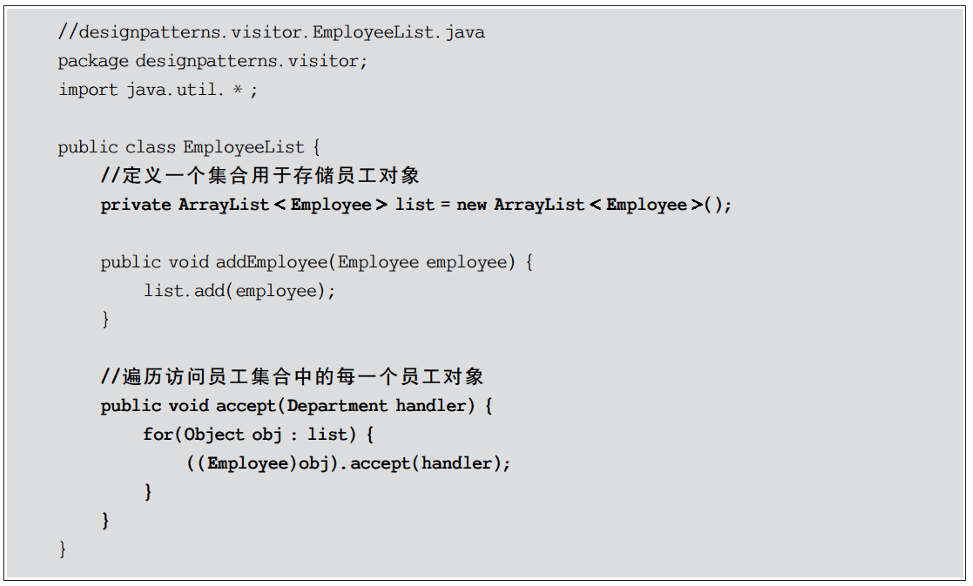 //designpatterns.visitor.EmployeeList.java
package designpatterns.visitor;
import java.util.*;
public class EmployeeList {
//定义一个集合用于存储员工对象
private ArrayList<Employee> list = new ArrayList<Employee>();
public void addEmployee(Employee employee) {
list.add(employee);
}
//遍历访问员工集合中的每一个员工对象
public void accept(Department handler) {
for(Object obj : list) {
((Employee)obj).accept(handler);
}
}
}